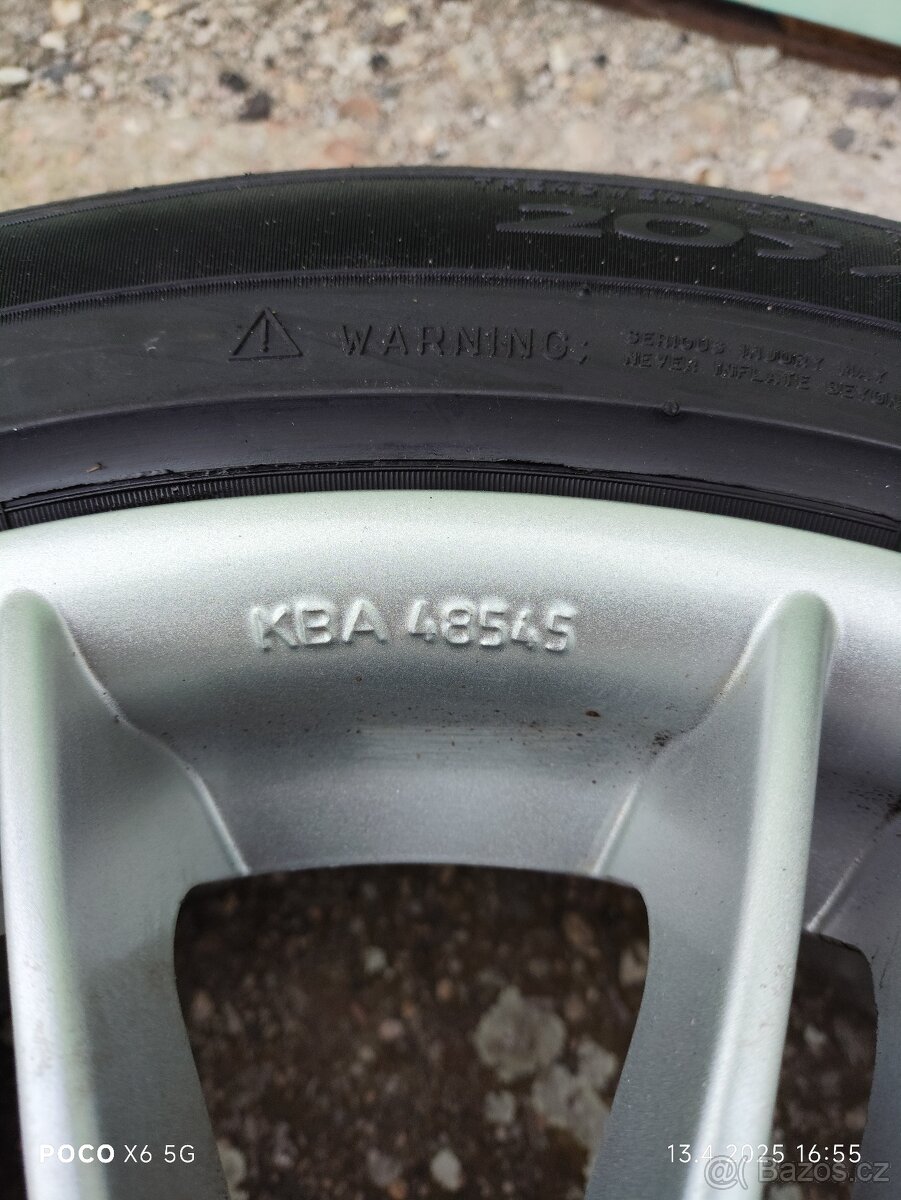 205
WARNING:
SERIOUS INJURY MAY
NEVER INFLATE BEYON
KBA 48545
POCO X6 5G
13.4.2025 16:55
Bazos.cz